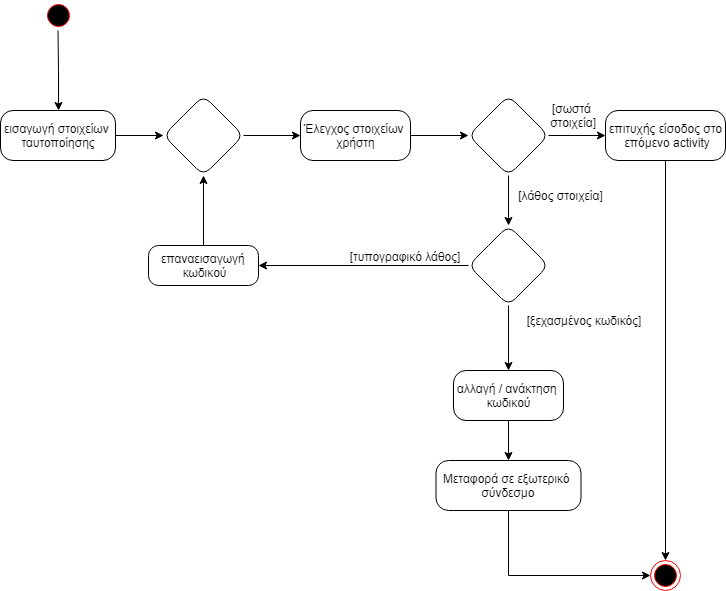 εισαγωγή στοιχείων
ταυτοποίησης
Έλεγχος στοιχείων
χρήστη
[σωστά
στοιχεία]
επιτυχής είσοδος στο
επόμενο activity
[λάθος στοιχεία]
επαναεισαγωγή
κωδικού
[τυπογραφικό λάθος]
[ξεχασμένος κωδικός]
αλλαγή / ανάκτηση
κωδικού
Μεταφορά σε εξωτερικό
σύνδεσμο